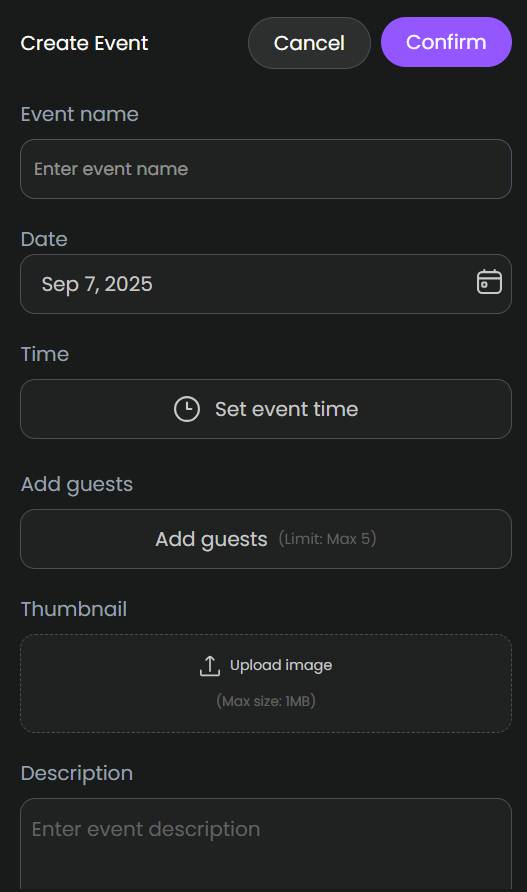 Create Event
Cancel
Confirm
Event name
Enter event name
Date
Sep 7, 2025
Time
Set event time
Add guests
Add guests (Limit: Max 5)
Thumbnail
Upload image
(Max size: 1MB)
Description
Enter event description